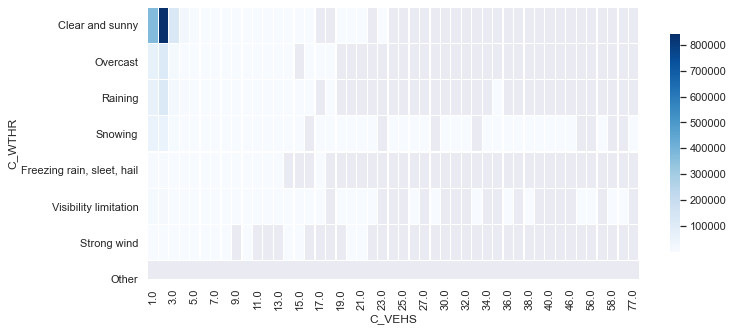 Clear and sunny
Overcast
Raining
Snowing
Freezing rain, sleet, hail
Visibility limitation
Strong wind
Other
C_WTHR
1.0 3.0 5.0 7.0 9.0 11.0 13.0 15.0 17.0 19.0 21.0 23.0 25.0 27.0 30.0 32.0 34.0 36.0 38.0 40.0 46.0 56.0 58.0 77.0
C_VEHS
800000
700000
600000
500000
400000
300000
200000
100000